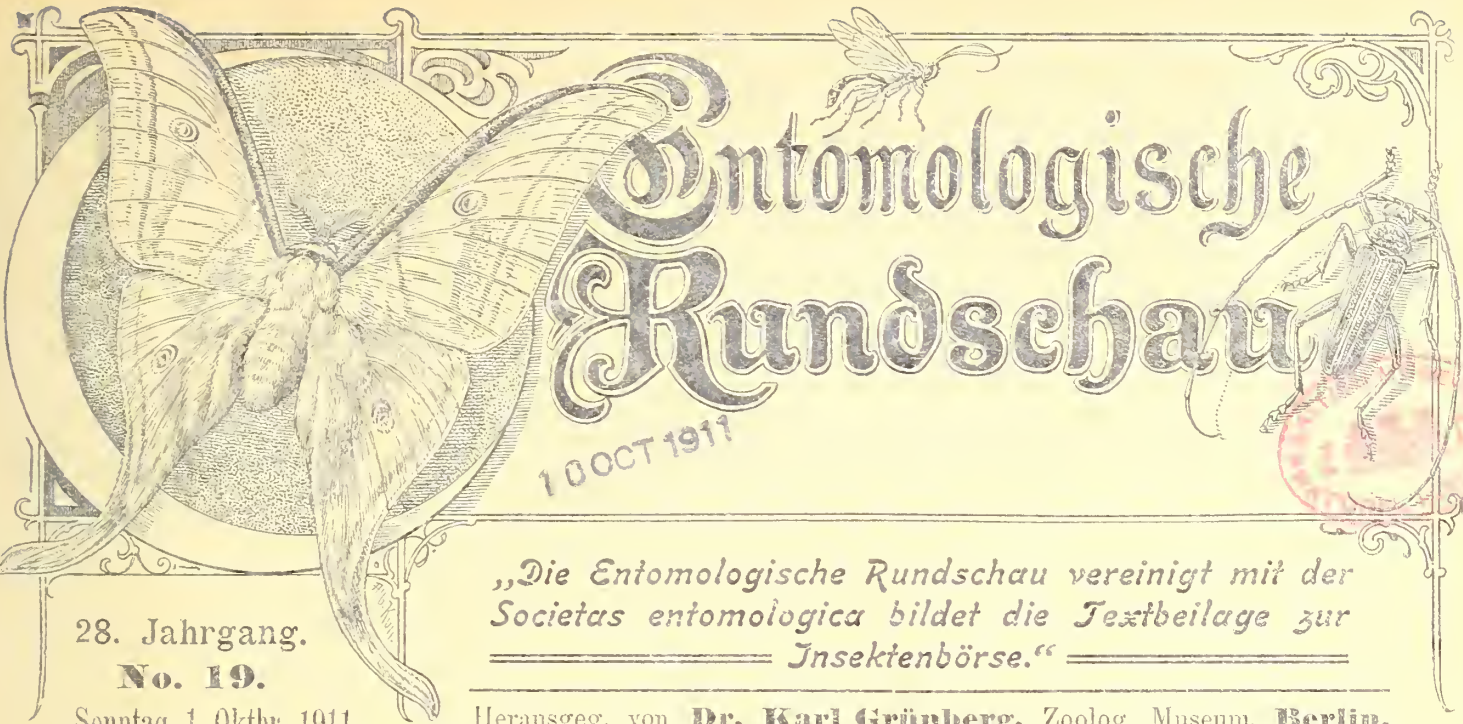 Entomologische
Rundschau
10 OCT 1911
„Die Entomologische Rundschau vereinigt mit der
Societas entomologica bildet die Textbeilage zur
Insektenbörse.“
28. Jahrgang.
No. 19.
Sonntag, 1. Oktbr. 1911.
Herausgeg. von Dr. Karl Grünberg, Zoolog. Museum, Berlin.